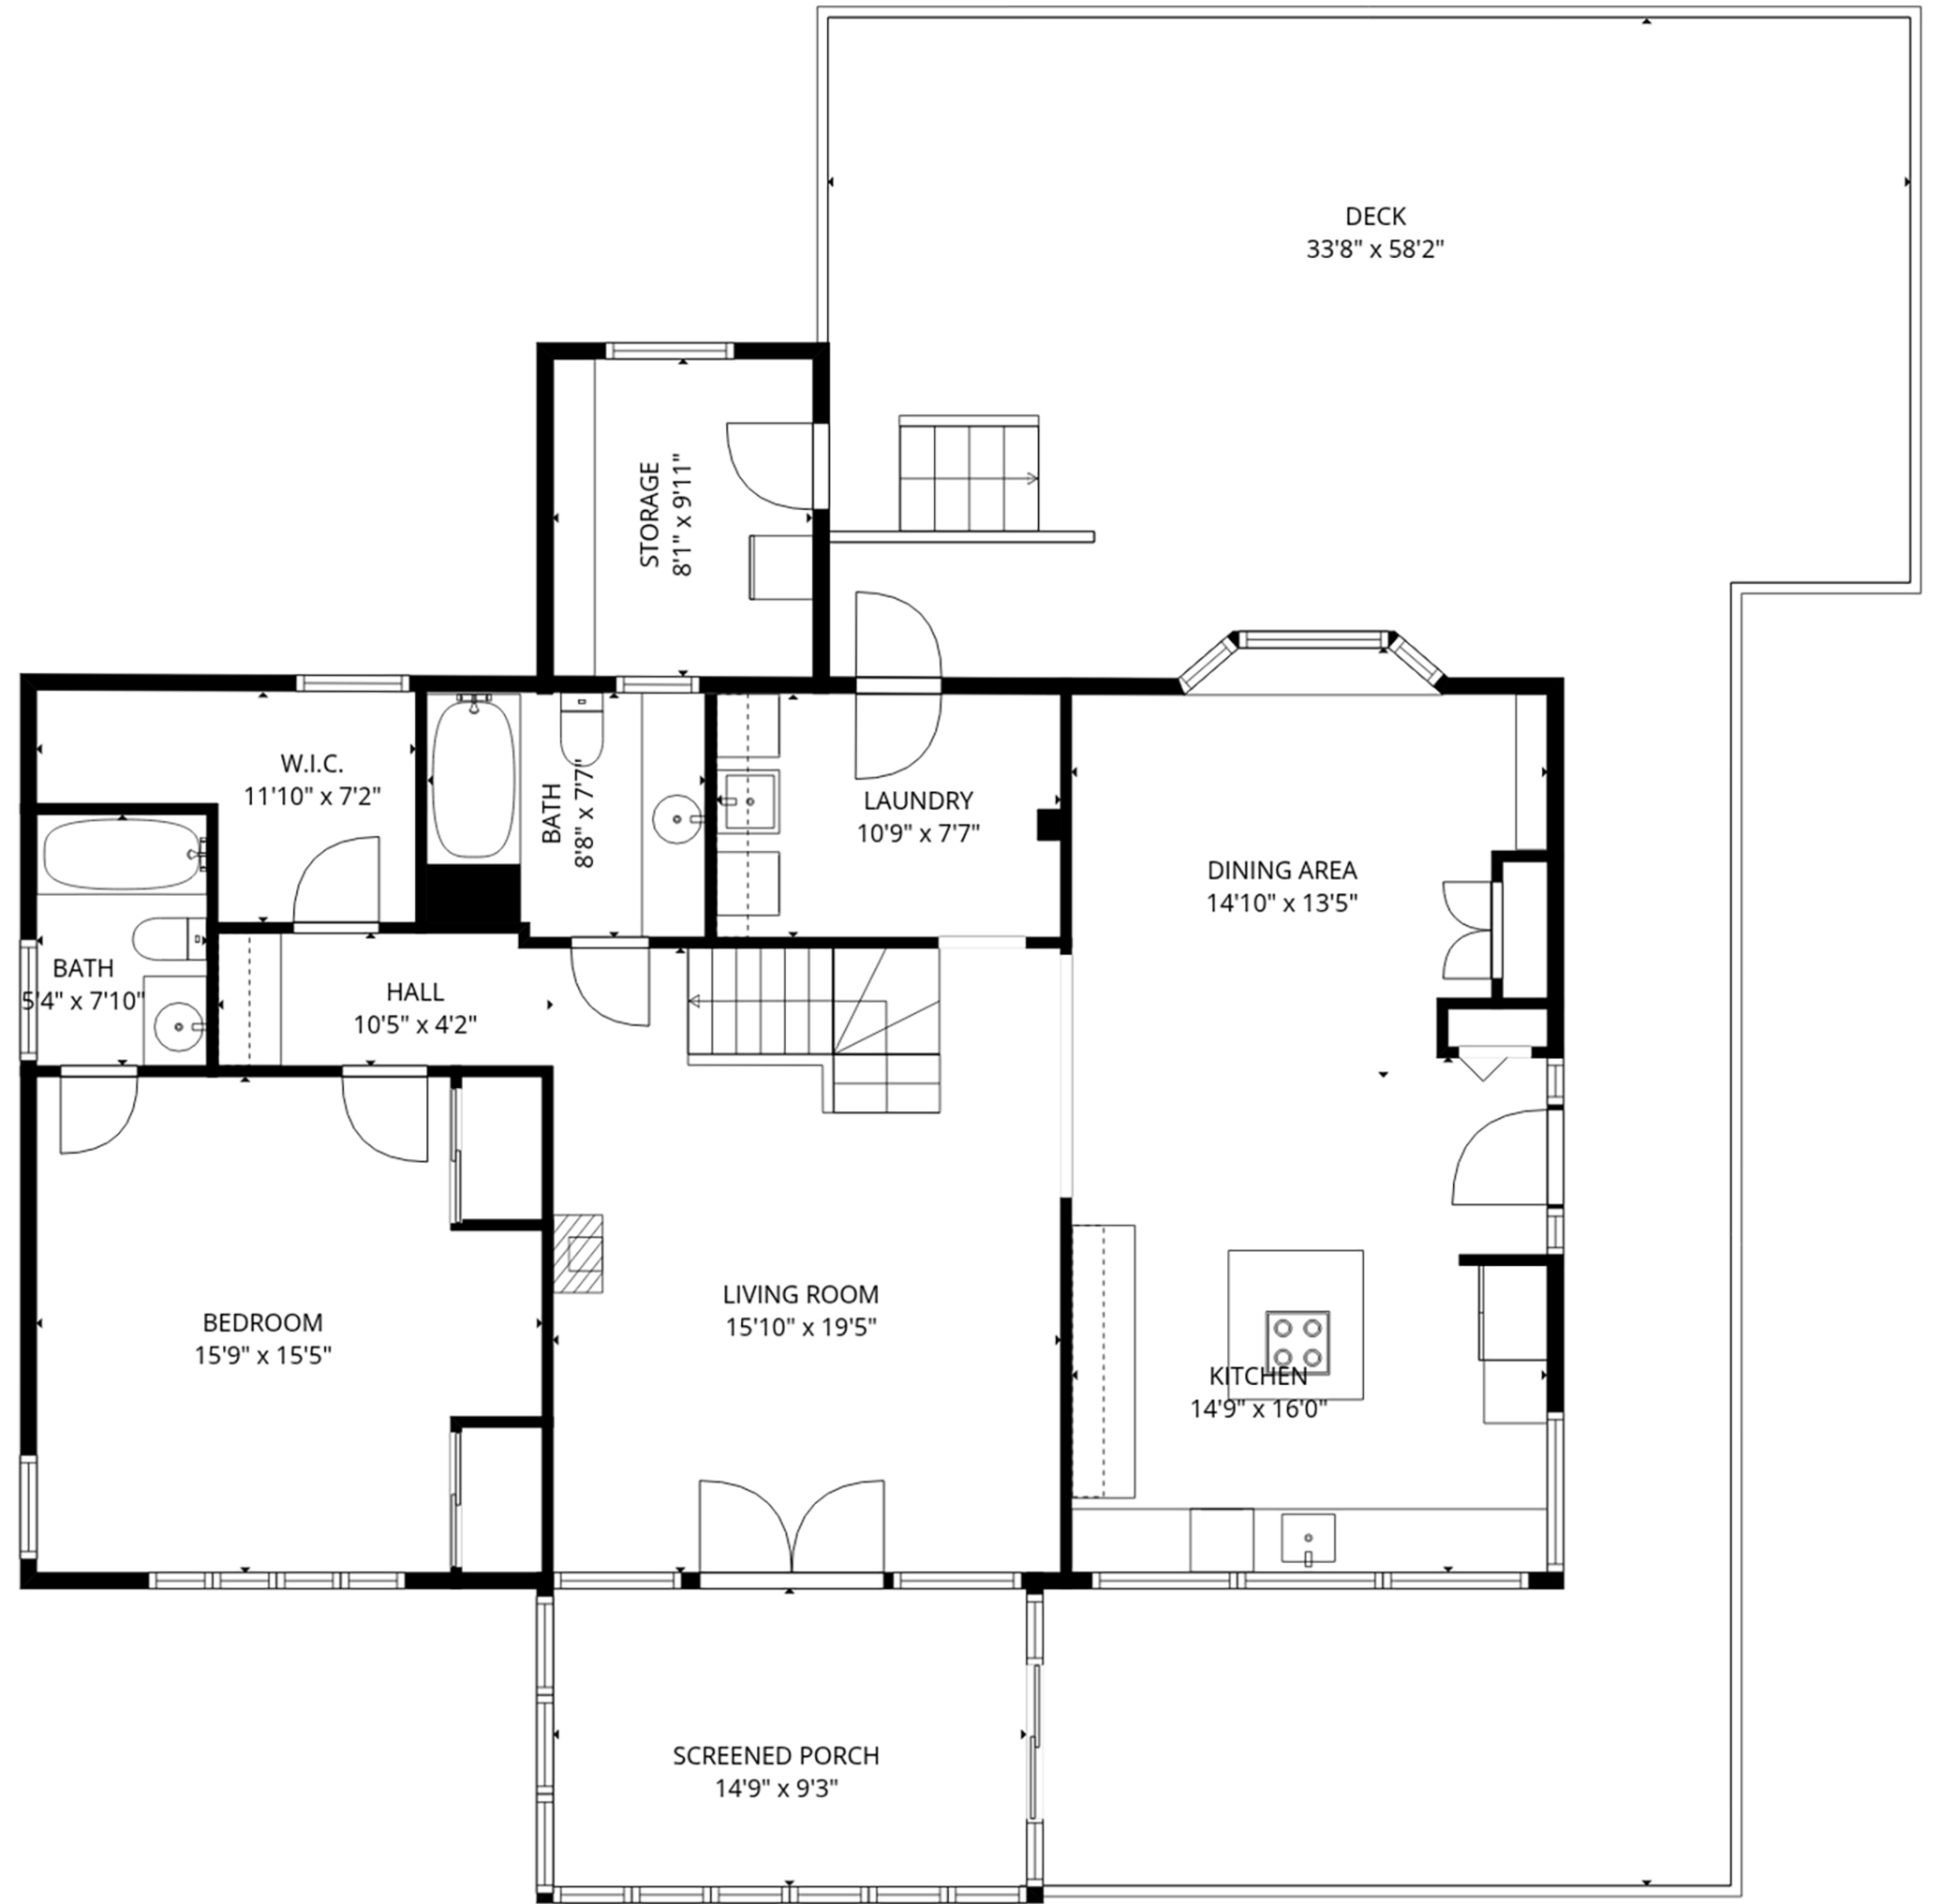 DECK
33'8" x 58'2"
STORAGE
8'1" x 9'11"
W.I.C.
11'10" x 7'2"
BATH
8'8" x 7'7"
LAUNDRY
10'9" x 7'7"
DINING AREA
14'10" x 13'5"
BATH
5'4" x 7'10"
HALL
10'5" x 4'2"
BEDROOM
15'9" x 15'5"
LIVING ROOM
15'10" x 19'5"
KITCHEN
14'9" x 16'0"
SCREENED PORCH
14'9" x 9'3"